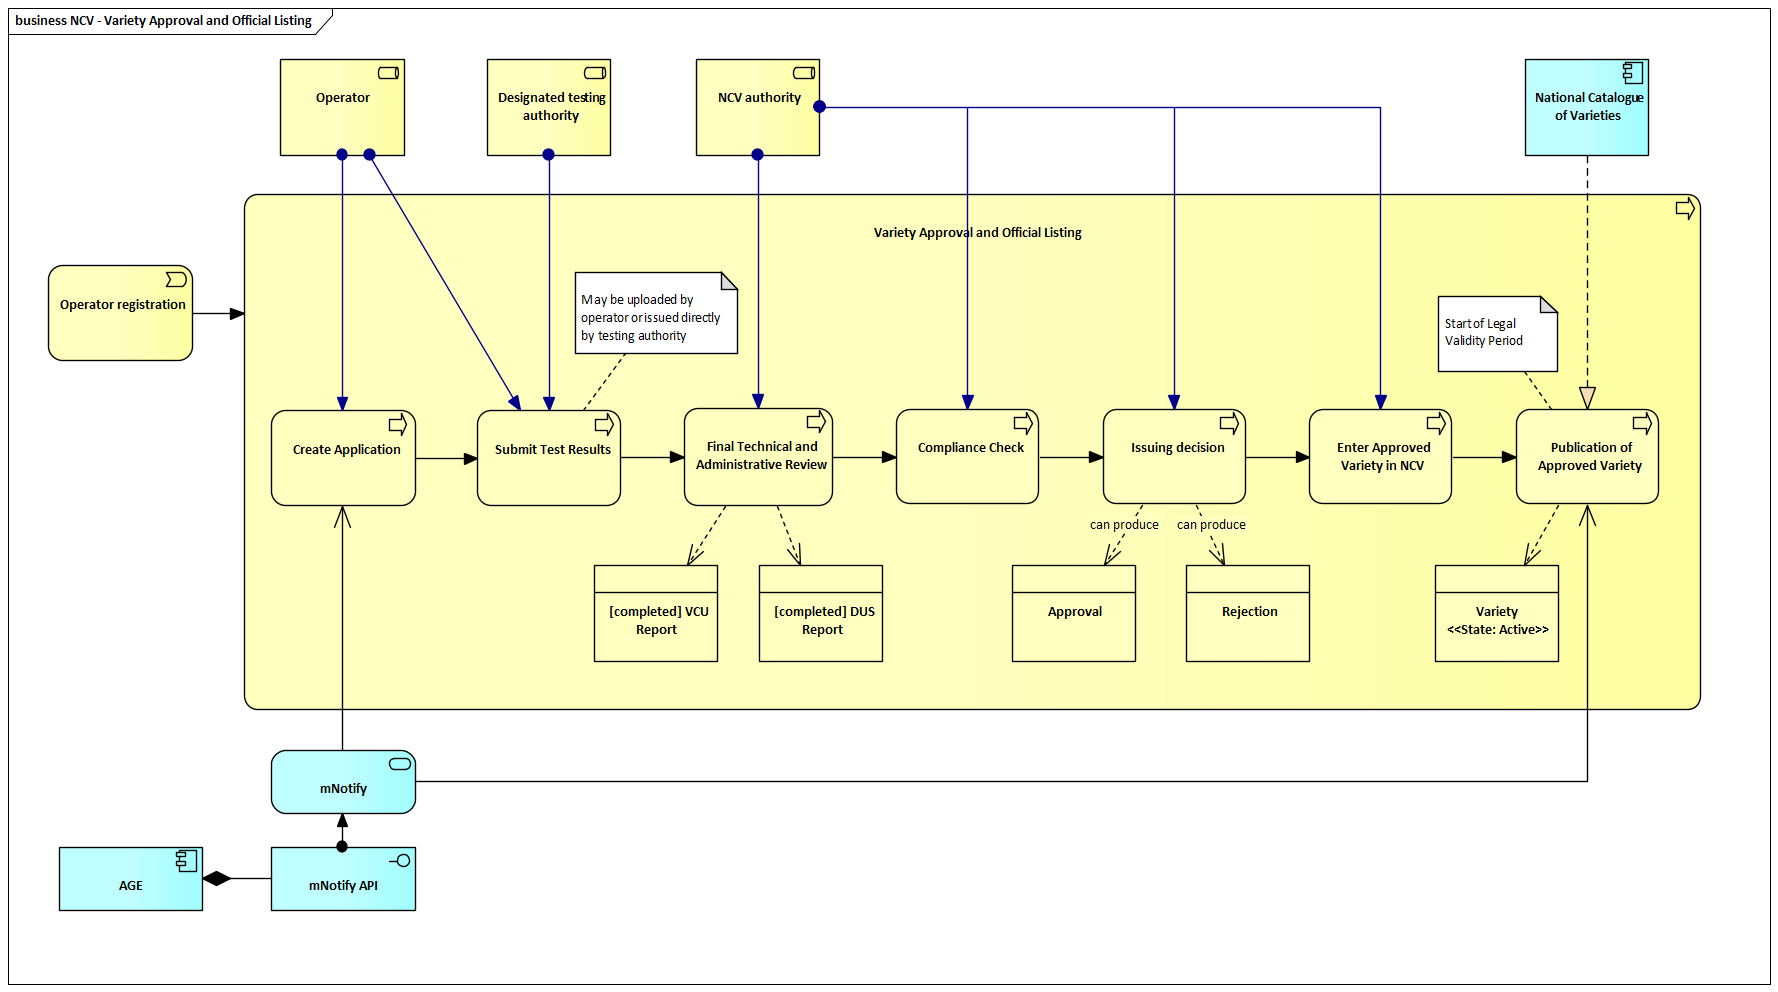 business NCV - Variety Approval and Official Listing
Operator
Designated testing
authority
NCV authority
National Catalogue
of Varieties
Variety Approval and Official Listing
Operator registration
May be uploaded by
operator or issued directly
by testing authority
Start of Legal
Validity Period
Create Application
Submit Test Results
Final Technical and
Administrative Review
Compliance Check
Issuing decision
Enter Approved
Variety in NCV
Publication of
Approved Variety
can produce
can produce
[completed] VCU
Report
[completed] DUS
Report
Approval
Rejection
Variety
<<State: Active>>
mNotify
AGE
mNotify API